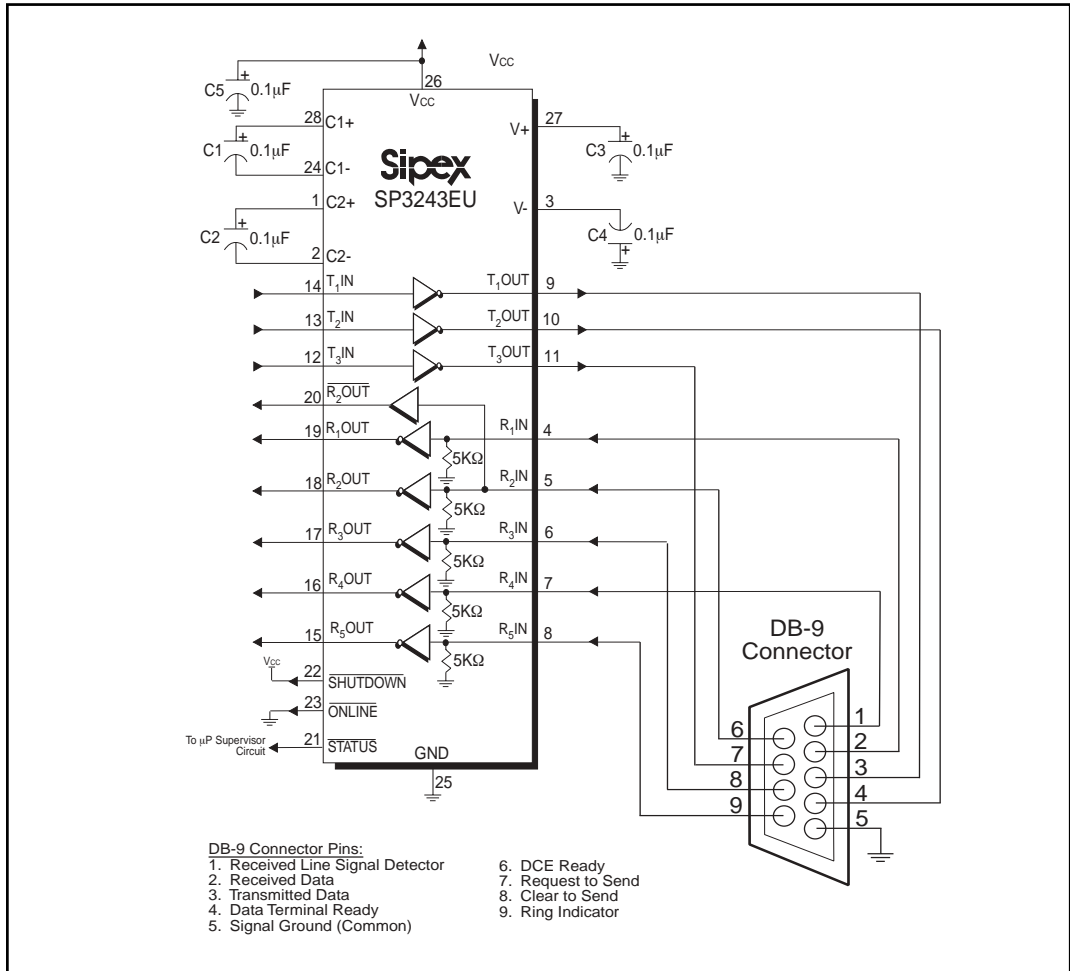 VCC
26
VCC
C5
+
0.1µF
28
C1+
C1
+
0.1µF
24
C1-
1
C2+
C2
+
0.1µF
2
C2-
Sipex
SP3243EU
V+
27
C3
+
0.1µF
V-
3
C4
0.1µF
+
14
T1IN
T1OUT
9
13
T2IN
T2OUT
10
12
T3IN
T3OUT
11
20
R2OUT
19
R1OUT
R1IN
4
5KΩ
18
R2OUT
R2IN
5
5KΩ
17
R3OUT
R3IN
6
5KΩ
16
R4OUT
R4IN
7
5KΩ
15
R5OUT
R5IN
8
5KΩ
VCC
22
SHUTDOWN
23
ONLINE
To µP Supervisor
Circuit
21
STATUS
GND
25
DB-9
Connector
6
7
8
9
1
2
3
4
5
DB-9 Connector Pins:
1. Received Line Signal Detector
2. Received Data
3. Transmitted Data
4. Data Terminal Ready
5. Signal Ground (Common)
6. DCE Ready
7. Request to Send
8. Clear to Send
9. Ring Indicator